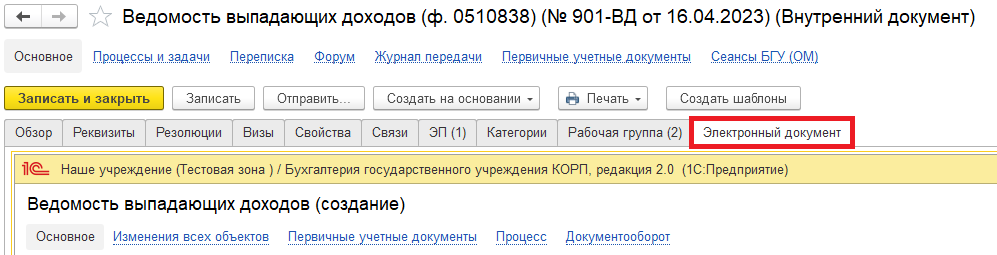 Ведомость выпадающих доходов (ф. 0510838) (№ 901-ВД от 16.04.2023) (Внутренний документ)
Основное Процессы и задачи Переписка Форум Журнал передачи Первичные учетные документы Сеансы БГУ (ОМ)
Записать и закрыть Записать Отправить... Создать на основании Печать Создать шаблоны
Обзор Реквизиты Резолюции Визы Свойства Связи ЭП (1) Категории Рабочая группа (2) Электронный документ
1С Наше учреждение (Тестовая зона ) / Бухгалтерия государственного учреждения КОРП, редакция 2.0 (1С:Предприятие)
Ведомость выпадающих доходов (создание)
Основное Изменения всех объектов Первичные учетные документы Процесс Документооборот